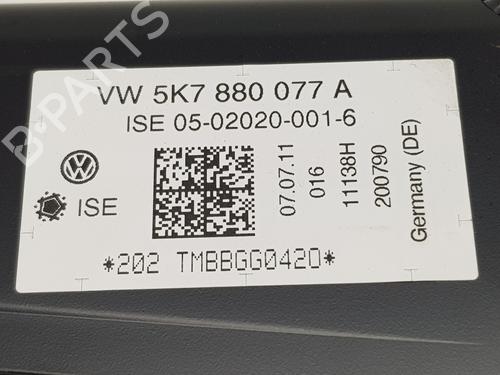 VW 5K7 880 077 A
ISE 05-02020-001-6
ISE
07.07.11
016
11138H
200790
Germany (DE)
*202 TMBBGG0420*